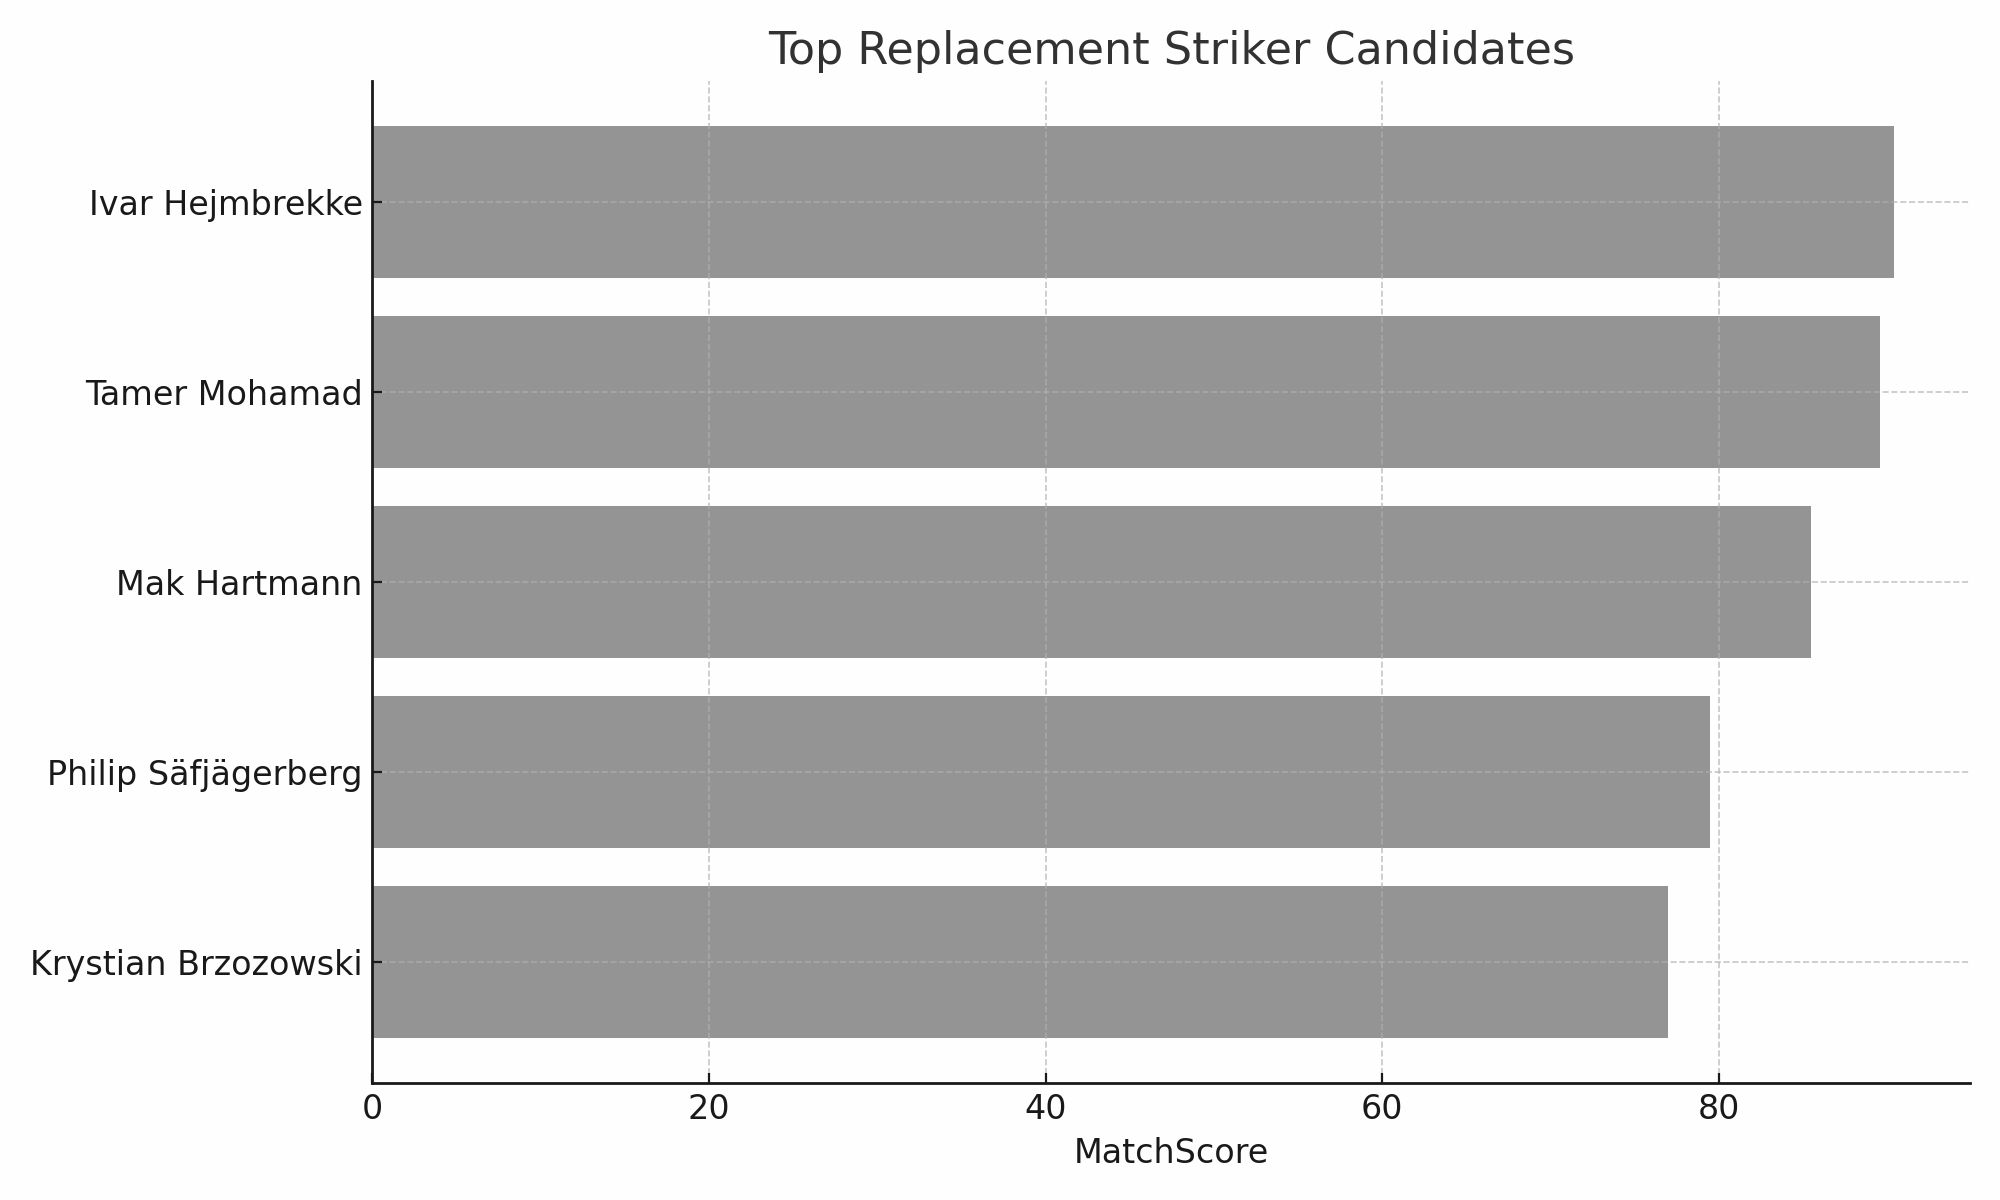 Top Replacement Striker Candidates
Ivar Hejmbrekke
Tamer Mohamad
Mak Hartmann
Philip Säfjägerberg
Krystian Brzozowski
0 20 40 60 80
MatchScore